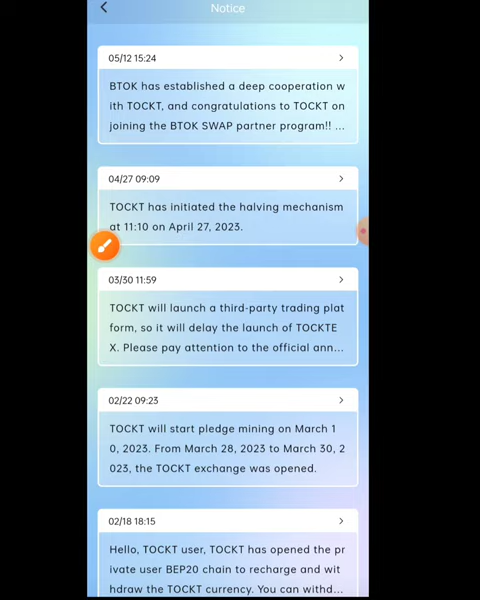 Notice
05/12 15:24
BTOK has established a deep cooperation w
ith TOCKT, and congratulations to TOCKT on
joining the BTOK SWAP partner program!! ...
04/27 09:09
TOCKT has initiated the halving mechanism
at 11:10 on April 27, 2023.
03/30 11:59
TOCKT will launch a third-party trading plat
form, so it will delay the launch of TOCKTE
X. Please pay attention to the official ann...
02/22 09:23
TOCKT will start pledge mining on March 1
0, 2023. From March 28, 2023 to March 30, 2
023, the TOCKT exchange was opened.
02/18 18:15
Hello, TOCKT user, TOCKT has opened the pr
ivate user BEP20 chain to recharge and wit
hdraw the TOCKT currency. You can withd...